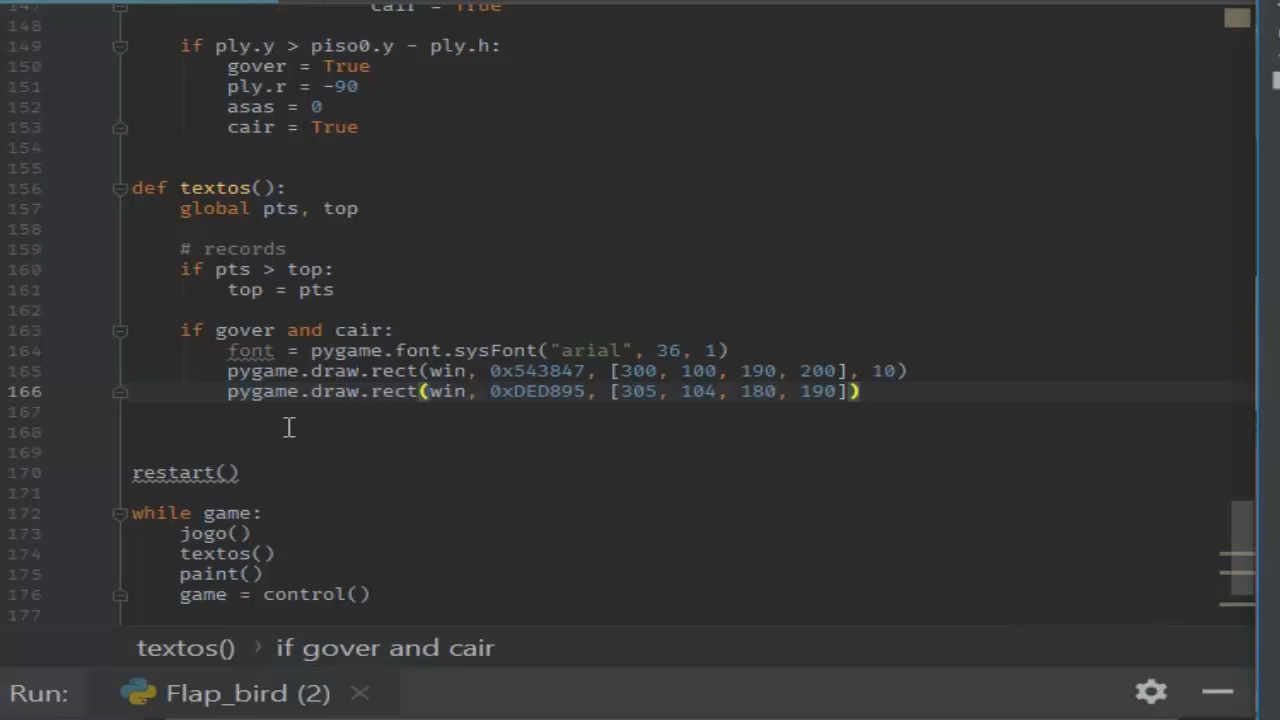 147 cair = True
148
149 if ply.y > piso0.y - ply.h:
150 gover = True
151 ply.r = -90
152 asas = 0
153 cair = True
154
155
156 def textos():
157 global pts, top
158
159 # records
160 if pts > top:
161 top = pts
162
163 if gover and cair:
164 font = pygame.font.sysFont("arial", 36, 1)
165 pygame.draw.rect(win, 0x543847, [300, 100, 190, 200], 10)
166 pygame.draw.rect(win, 0xDED895, [305, 104, 180, 190])
167
168
169
170 restart()
171
172 while game:
173 jogo()
174 textos()
175 paint()
176 game = control()
177
textos() › if gover and cair
Run: Flap_bird (2)